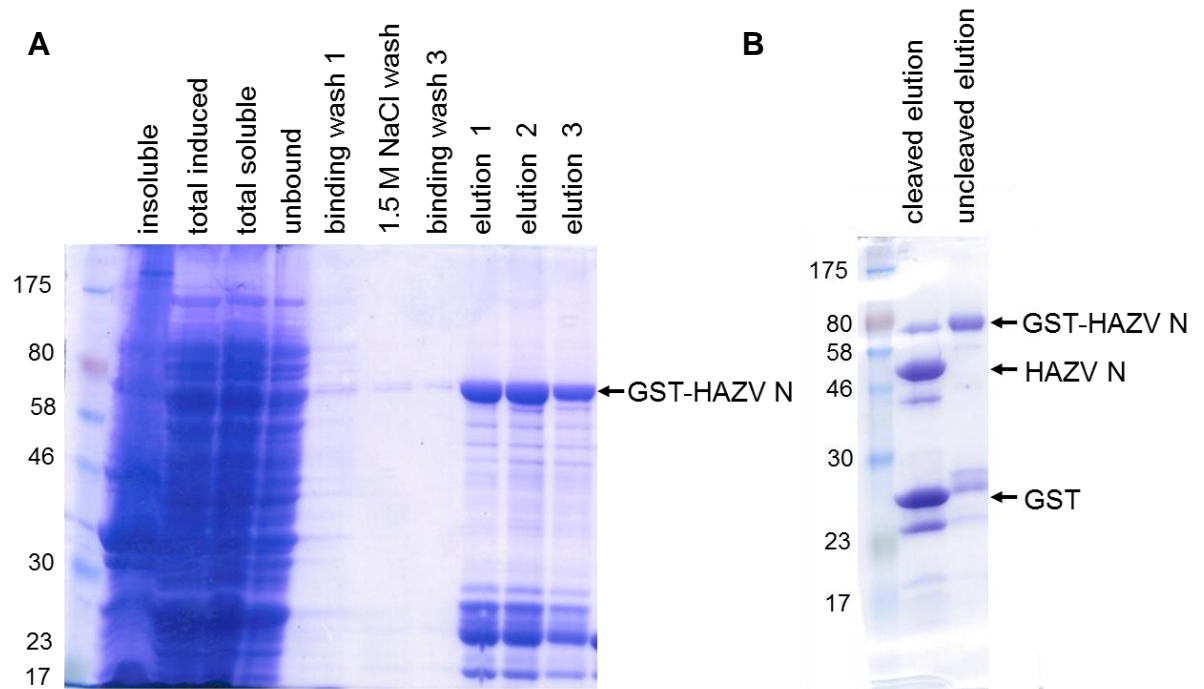 A
insoluble
total induced
total soluble
unbound
binding wash 1
1.5 M NaCl wash
binding wash 3
elution 1
elution 2
elution 3
175
80
58
46
30
23
17
GST-HAZV N
B
cleaved elution
uncleaved elution
175
80
58
46
30
23
17
GST-HAZV N
HAZV N
GST